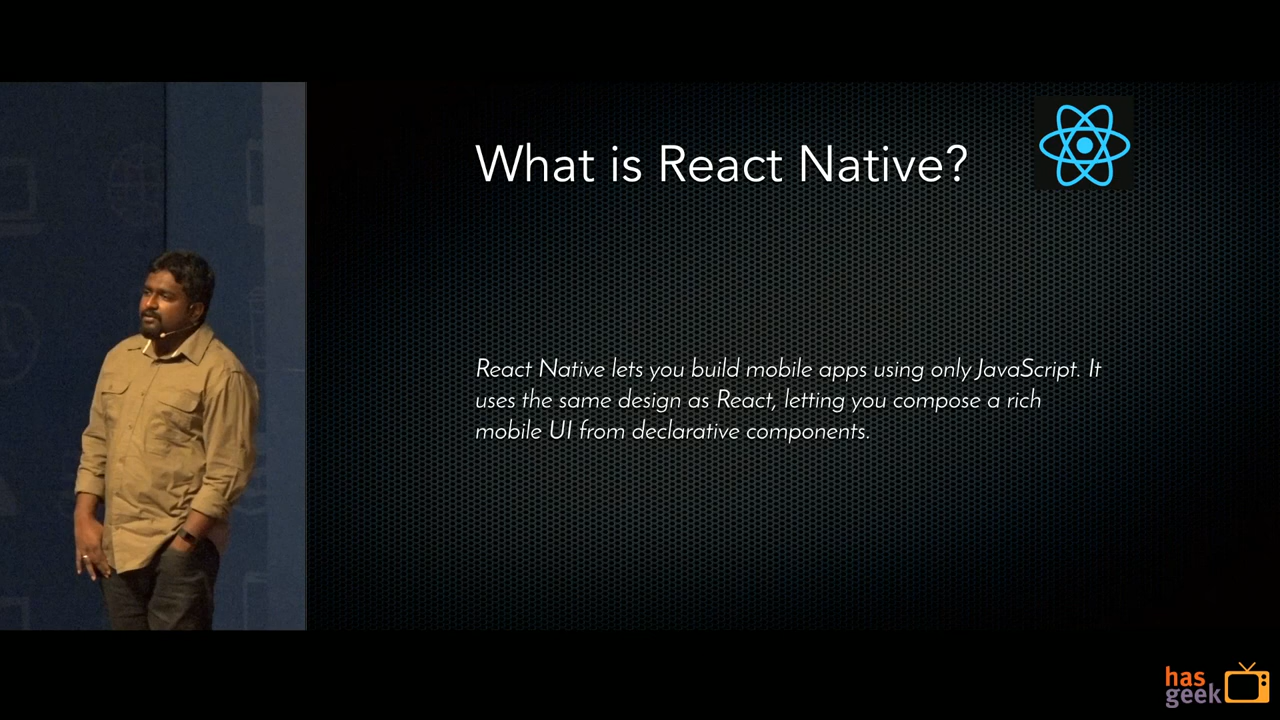 What is React Native?
React Native lets you build mobile apps using only JavaScript. It
uses the same design as React, letting you compose a rich
mobile UI from declarative components.
has
geek